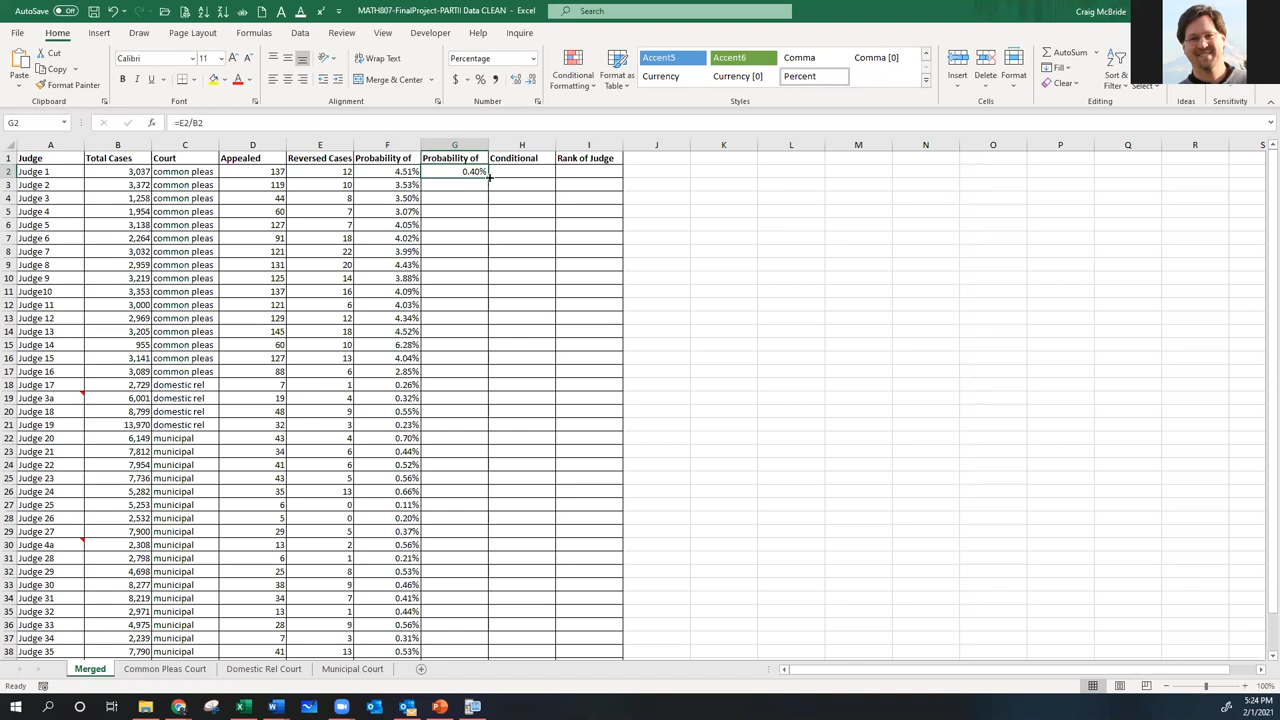 AutoSave Off MATH807-FinalProject-PARTII Data CLEAN - Excel Search Craig McBride
File Home Insert Draw Page Layout Formulas Data Review View Developer Help Inquire
Cut Calibri 11 Wrap Text Percentage Accent5 Accent6 Comma Comma [0] AutoSum
Paste Copy Format Painter B I U Merge & Center $ % Conditional Formatting Format as Table Currency Currency [0] Percent Insert Delete Format Fill Clear Sort & Filter
Clipboard Font Alignment Number Styles Cells Editing Ideas Sensitivity
G2 fx =E2/B2
A B C D E F G H I J K L M N O P Q R S
1 Judge Total Cases Court Appealed Reversed Cases Probability of Probability of Conditional Rank of Judge
2 Judge 1 3,037 common pleas 137 12 4.51% 0.40%
3 Judge 2 3,372 common pleas 119 10 3.53%
4 Judge 3 1,258 common pleas 44 8 3.50%
5 Judge 4 1,954 common pleas 60 7 3.07%
6 Judge 5 3,138 common pleas 127 7 4.05%
7 Judge 6 2,264 common pleas 91 18 4.02%
8 Judge 7 3,032 common pleas 121 22 3.99%
9 Judge 8 2,959 common pleas 131 20 4.43%
10 Judge 9 3,219 common pleas 125 14 3.88%
11 Judge10 3,353 common pleas 137 16 4.09%
12 Judge 11 3,000 common pleas 121 6 4.03%
13 Judge 12 2,969 common pleas 129 12 4.34%
14 Judge 13 3,205 common pleas 145 18 4.52%
15 Judge 14 955 common pleas 60 10 6.28%
16 Judge 15 3,141 common pleas 127 13 4.04%
17 Judge 16 3,089 common pleas 88 6 2.85%
18 Judge 17 2,729 domestic rel 7 1 0.26%
19 Judge 3a 6,001 domestic rel 19 4 0.32%
20 Judge 18 8,799 domestic rel 48 9 0.55%
21 Judge 19 13,970 domestic rel 32 3 0.23%
22 Judge 20 6,149 municipal 43 4 0.70%
23 Judge 21 7,812 municipal 34 6 0.44%
24 Judge 22 7,954 municipal 41 6 0.52%
25 Judge 23 7,736 municipal 43 5 0.56%
26 Judge 24 5,282 municipal 35 13 0.66%
27 Judge 25 5,253 municipal 6 0 0.11%
28 Judge 26 2,532 municipal 5 0 0.20%
29 Judge 27 7,900 municipal 29 5 0.37%
30 Judge 4a 2,308 municipal 13 2 0.56%
31 Judge 28 2,798 municipal 6 1 0.21%
32 Judge 29 4,698 municipal 25 8 0.53%
33 Judge 30 8,277 municipal 38 9 0.46%
34 Judge 31 8,219 municipal 34 7 0.41%
35 Judge 32 2,971 municipal 13 1 0.44%
36 Judge 33 4,975 municipal 28 9 0.56%
37 Judge 34 2,239 municipal 7 3 0.31%
38 Judge 35 7,790 municipal 41 13 0.53%
Merged Common Pleas Court Domestic Rel Court Municipal Court
Ready 100%
5:24 PM
2/1/2021